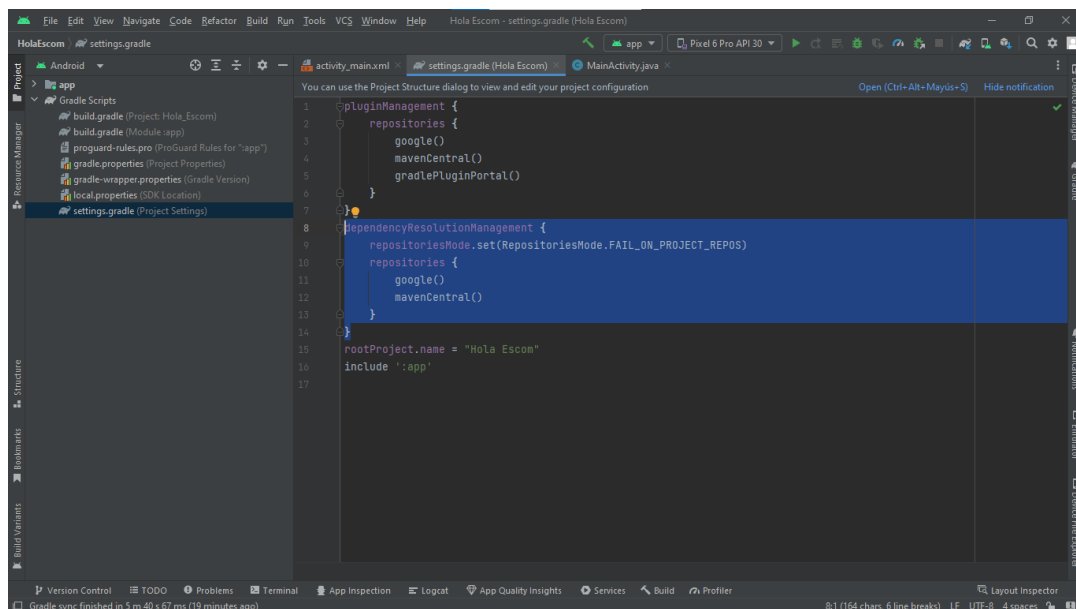 File Edit View Navigate Code Refactor Build Run Tools VCS Window Help Hola Escom - settings.gradle (Hola Escom)
HolaEscom settings.gradle app Pixel 6 Pro API 30
Android
activity_main.xml settings.gradle (Hola Escom) MainActivity.java
You can use the Project Structure dialog to view and edit your project configuration Open (Ctrl+Alt+Mayús+S) Hide notification
app
Gradle Scripts
build.gradle (Project: Hola_Escom)
build.gradle (Module :app)
proguard-rules.pro (ProGuard Rules for ":app")
gradle.properties (Project Properties)
gradle-wrapper.properties (Gradle Version)
local.properties (SDK Location)
settings.gradle (Project Settings)
1 pluginManagement {
2 repositories {
3 google()
4 mavenCentral()
5 gradlePluginPortal()
6 }
7 }
8 dependencyResolutionManagement {
9 repositoriesMode.set(RepositoriesMode.FAIL_ON_PROJECT_REPOS)
10 repositories {
11 google()
12 mavenCentral()
13 }
14 }
15 rootProject.name = "Hola Escom"
16 include ':app'
17
Project
Resource Manager
Structure
Bookmarks
Build Variants
Device Manager
Gradle
Notifications
Emulator
Device File Explorer
Version Control TODO Problems Terminal App Inspection Logcat App Quality Insights Services Build Profiler Layout Inspector
Gradle sync finished in 5 m 40 s 67 ms (19 minutes ago) 8:1 (164 chars, 6 line breaks) LF UTF-8 4 spaces